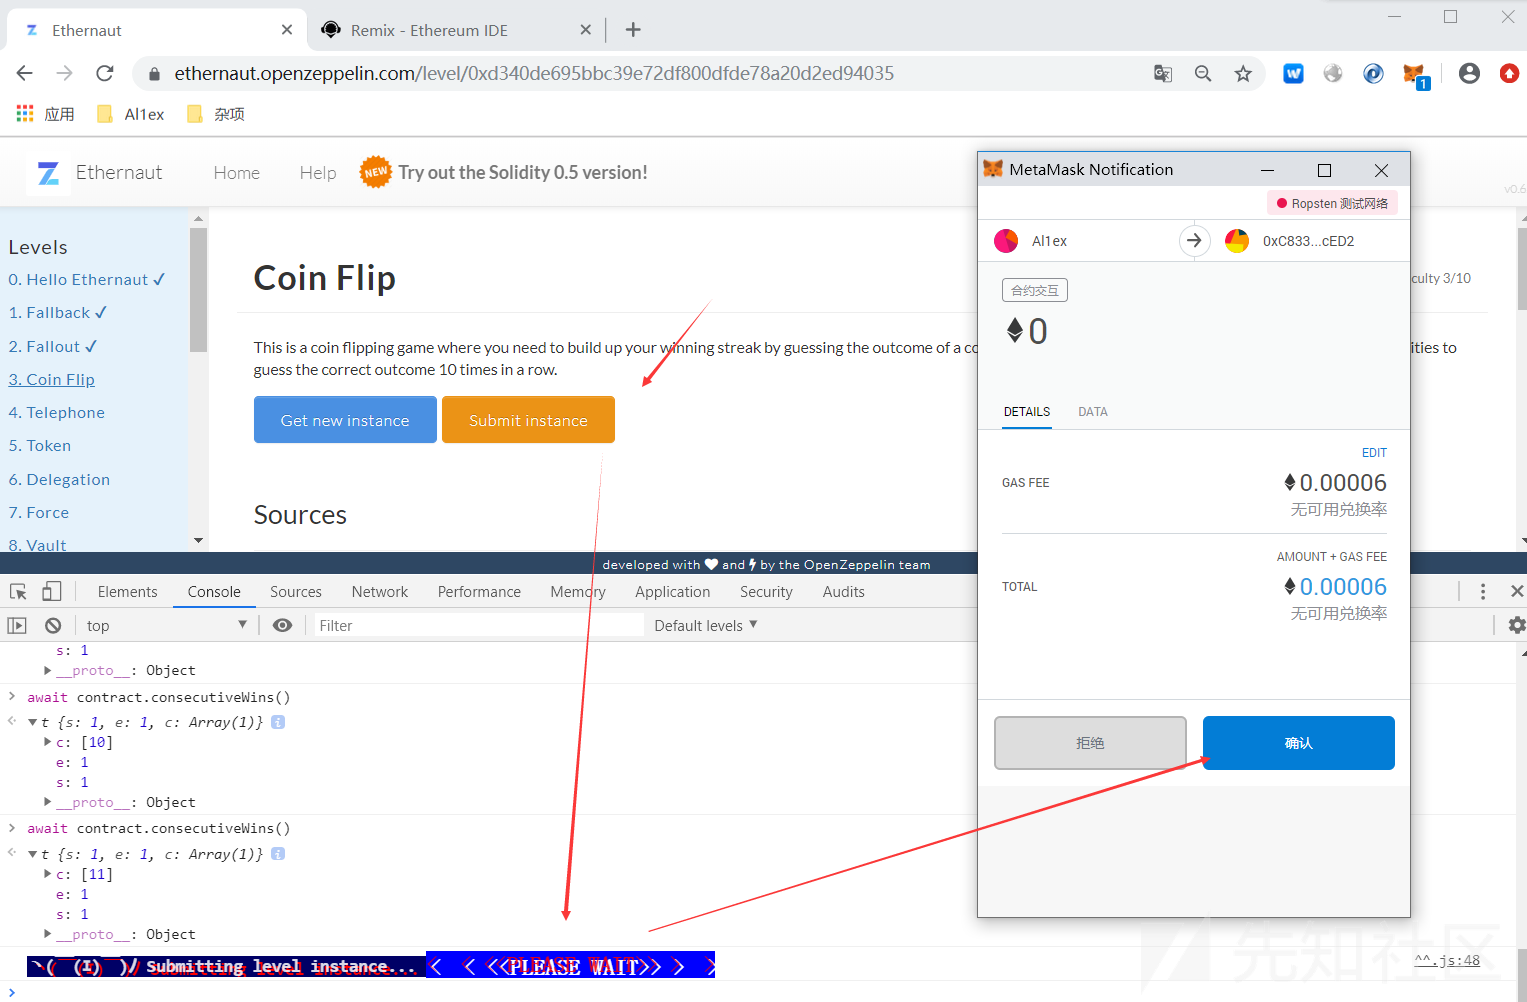 Ethernaut
Remix - Ethereum IDE
ethernaut.openzeppelin.com/level/0xd340de695bbc39e72df800dfde78a20d2ed94035
1
应用
Al1ex
杂项
Ethernaut
Home
Help
NEW
Try out the Solidity 0.5 version!
v0.6
Levels
0. Hello Ethernaut ✓
1. Fallback ✓
2. Fallout ✓
3. Coin Flip
4. Telephone
5. Token
6. Delegation
7. Force
8. Vault
Coin Flip
culty 3/10
This is a coin flipping game where you need to build up your winning streak by guessing the outcome of a co
ities to
guess the correct outcome 10 times in a row.
Get new instance
Submit instance
Sources
developed with ♥ and ⚡ by the OpenZeppelin team
MetaMask Notification
Ropsten 测试网络
Al1ex
0xC833...cED2
合约交互
0
DETAILS
DATA
EDIT
GAS FEE
0.00006
无可用兑换率
AMOUNT + GAS FEE
TOTAL
0.00006
无可用兑换率
拒绝
确认
Elements
Console
Sources
Network
Performance
Memory
Application
Security
Audits
top
Filter
Default levels
s: 1
__proto__: Object
await contract.consecutiveWins()
t {s: 1, e: 1, c: Array(1)}
c: [10]
e: 1
s: 1
__proto__: Object
await contract.consecutiveWins()
t {s: 1, e: 1, c: Array(1)}
c: [11]
e: 1
s: 1
__proto__: Object
Submitting level instance... < < <<PLEASE WAIT>> > >
^^.js:48
先知社区